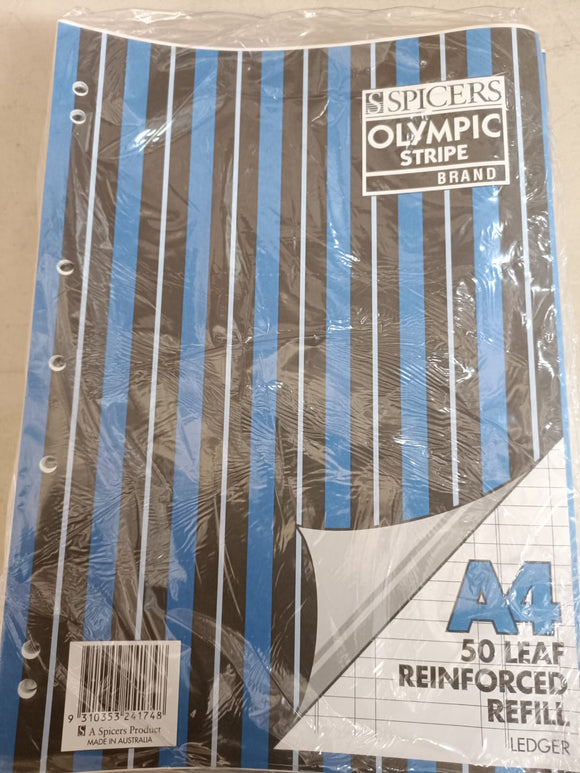 S SPICERS
OLYMPIC
STRIPE
BRAND
A4
50 LEAF
REINFORCED
REFILL
LEDGER
9 310353 241748
S A Spicers Product
MADE IN AUSTRALIA